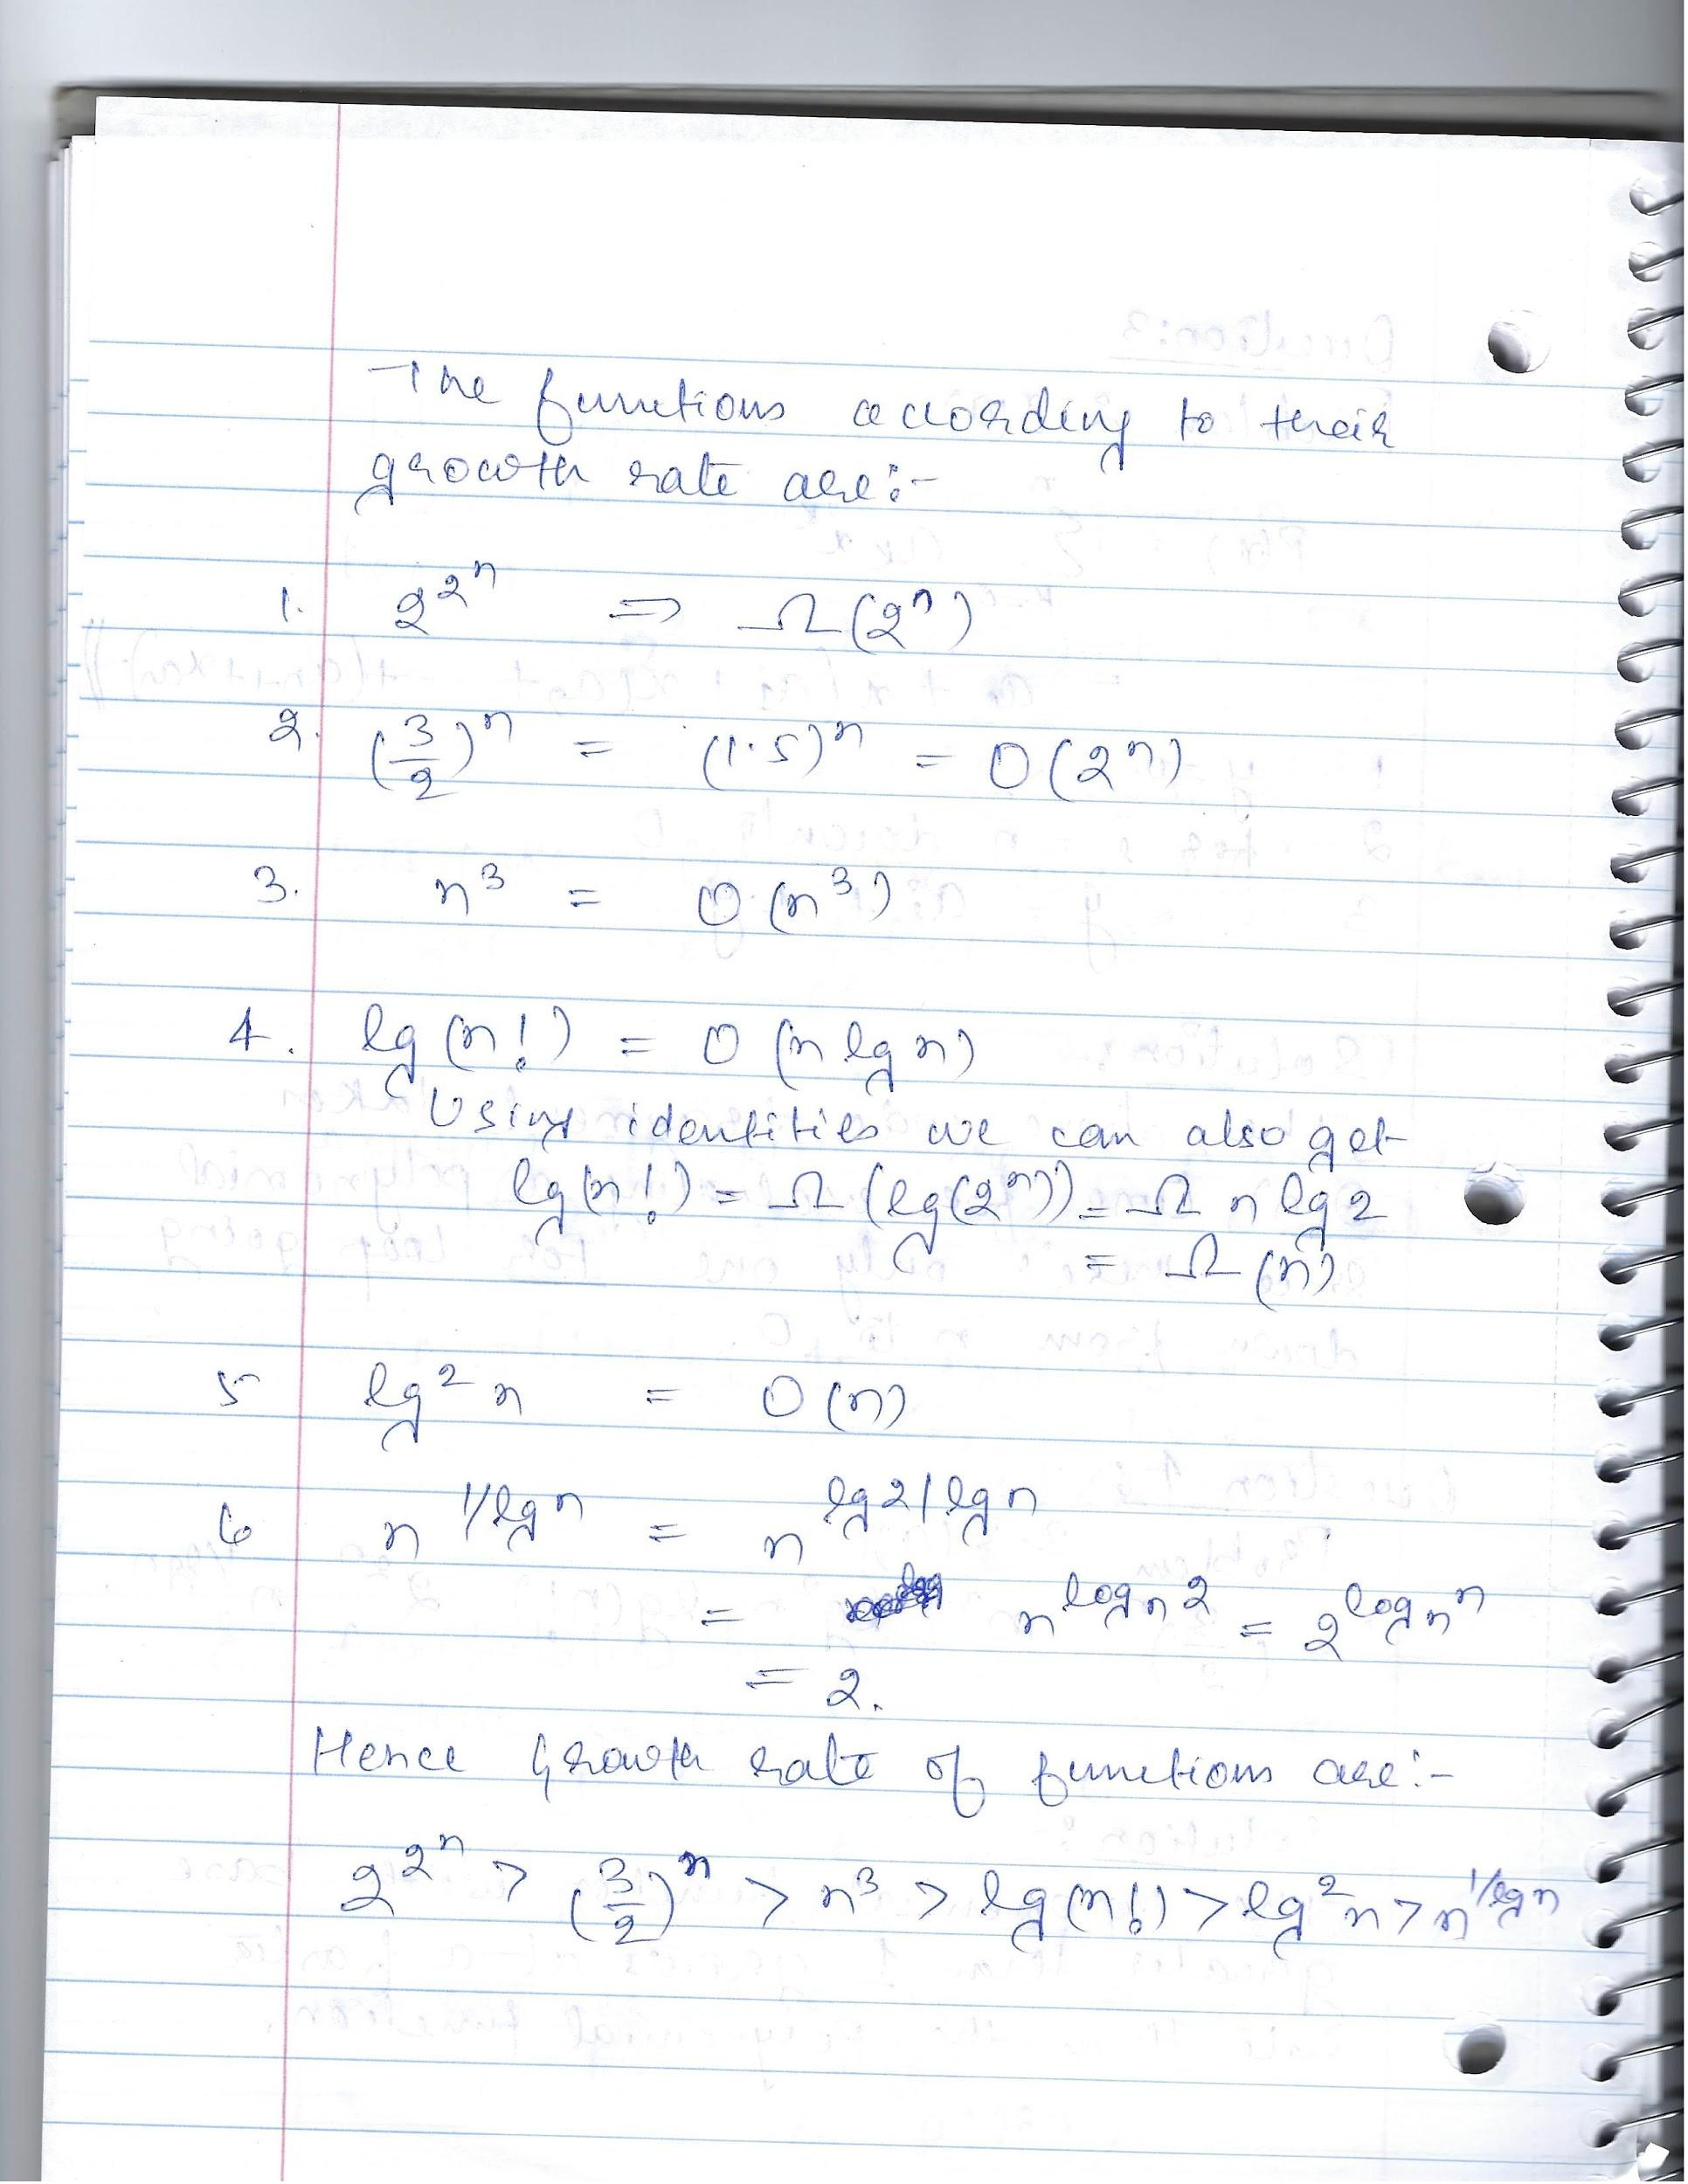 The functions according to their
growth rate are:-
1. 2^2^n => Ω(2^n)
2. (3/2)^n = (1.5)^n = O(2^n)
3. n^3 = O(n^3)
4. lg(n!) = O(n lg n)
Using identities we can also get
lg(n!) = Ω(lg(2^n)) = Ω n lg 2
= Ω(n)
5 lg^2 n = O(n)
6 n^1/lg n = n^lg2/lg n
= n^log_n 2 = 2^log_n n
= 2.
Hence Growth rate of functions are:-
2^2^n > (3/2)^n > n^3 > lg(n!) > lg^2 n > n^1/lg n